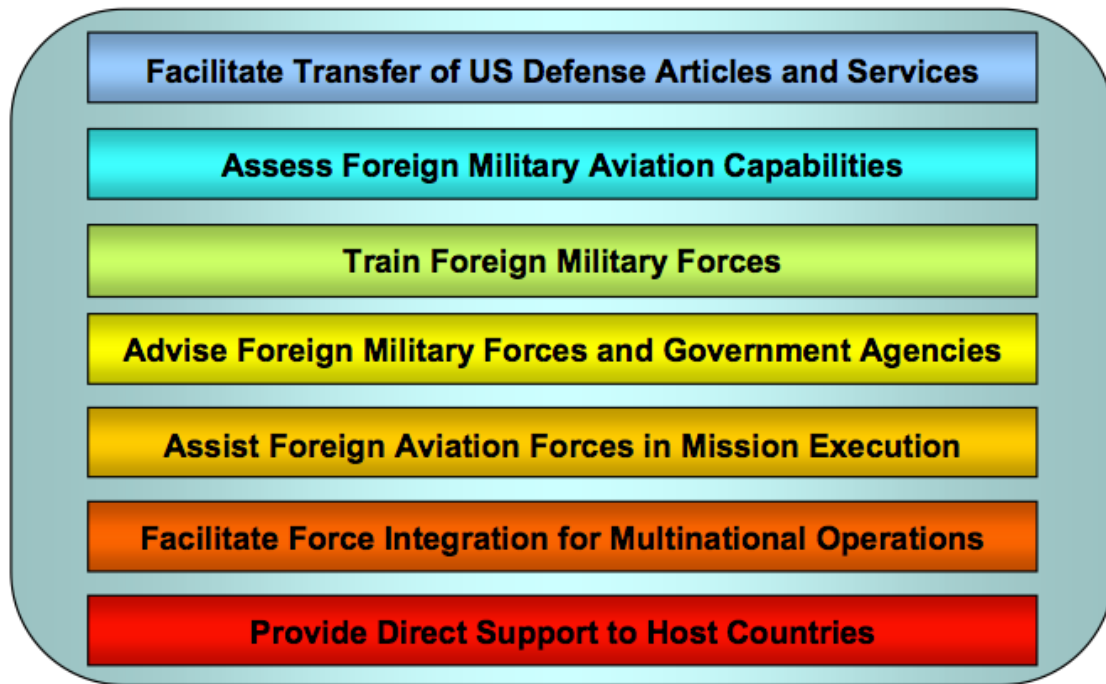 Facilitate Transfer of US Defense Articles and Services
Assess Foreign Military Aviation Capabilities
Train Foreign Military Forces
Advise Foreign Military Forces and Government Agencies
Assist Foreign Aviation Forces in Mission Execution
Facilitate Force Integration for Multinational Operations
Provide Direct Support to Host Countries